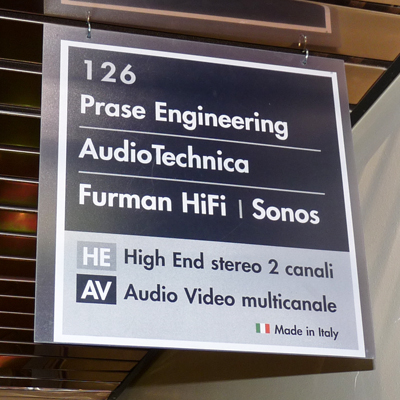 126
Prase Engineering
AudioTechnica
Furman HiFi | Sonos
HE High End stereo 2 canali
AV Audio Video multicanale
Made in Italy